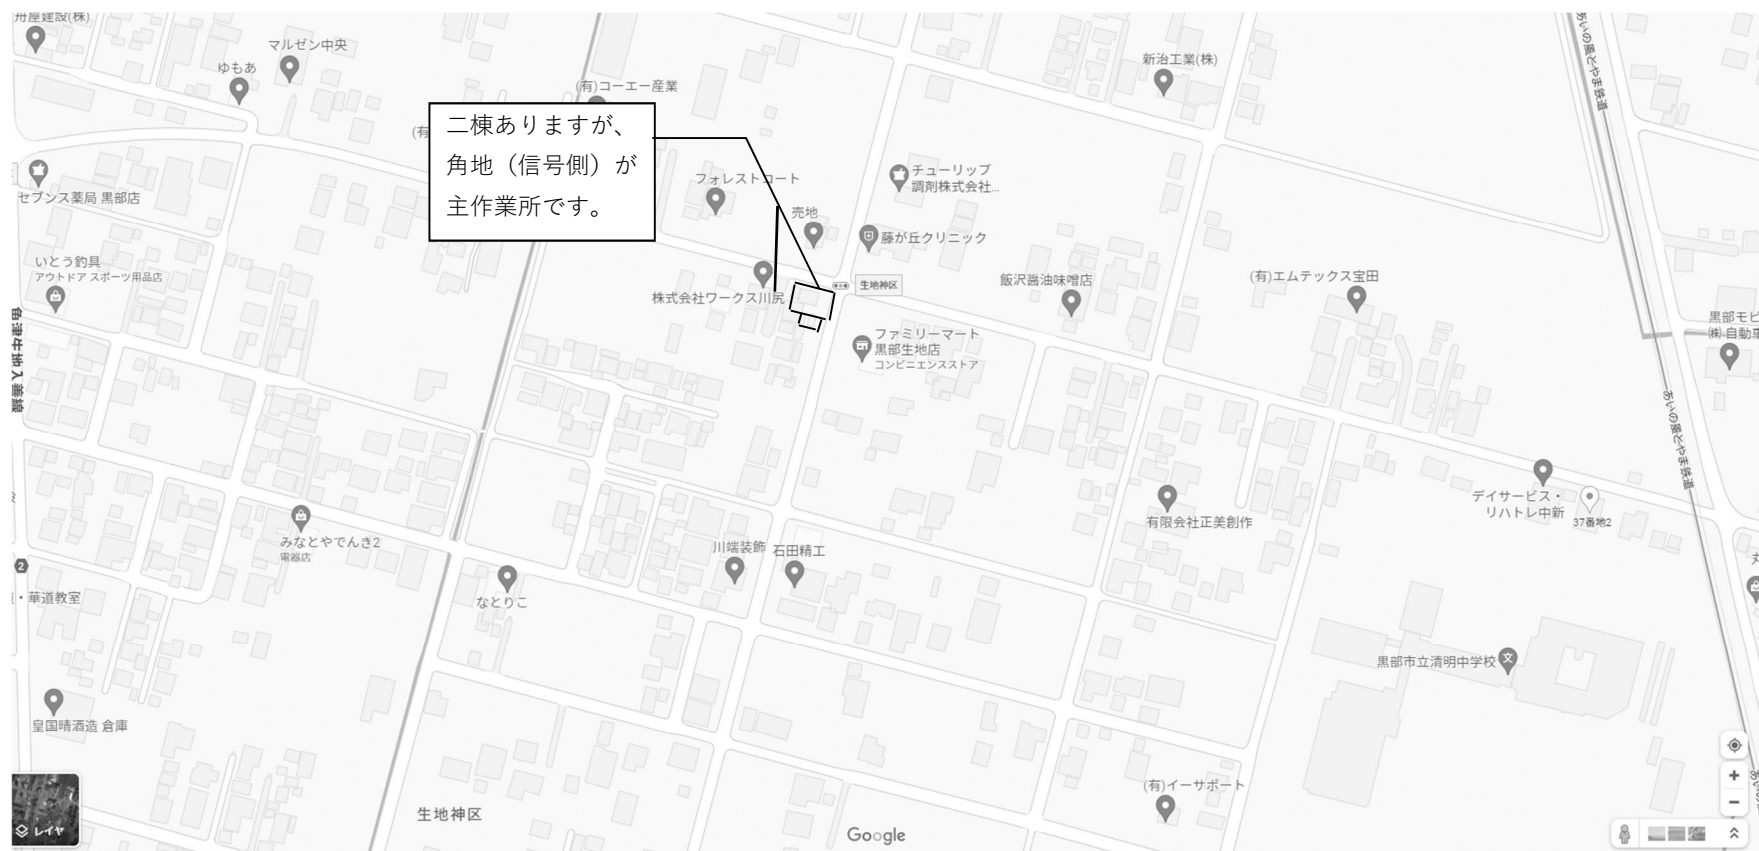 舟屋建設(株)
マルゼン中央
ゆもあ
(有)コーエー産業
新治工業(株)
あいの風とやま鉄道
二棟ありますが、
角地（信号側）が
主作業所です。
(有
セブンス薬局 黒部店
フォレストコート
チューリップ
調剤株式会社...
売地
藤が丘クリニック
いとう釣具
アウトドア スポーツ用品店
株式会社ワークス川尻
生地神区
飯沢醤油味噌店
(有)エムテックス宝田
魚津生地入善線
ファミリーマート
黒部生地店
コンビニエンスストア
黒部モビ
㈱ 自動車
あいの風とやま鉄道
デイサービス・
リハトレ中新
37番地2
有限会社正美創作
みなとやでんき2
電器店
川端装飾
石田精工
2
・華道教室
なとりこ
黒部市立清明中学校
皇国晴酒造 倉庫
(有)イーサポート
生地神区
レイヤ
Google